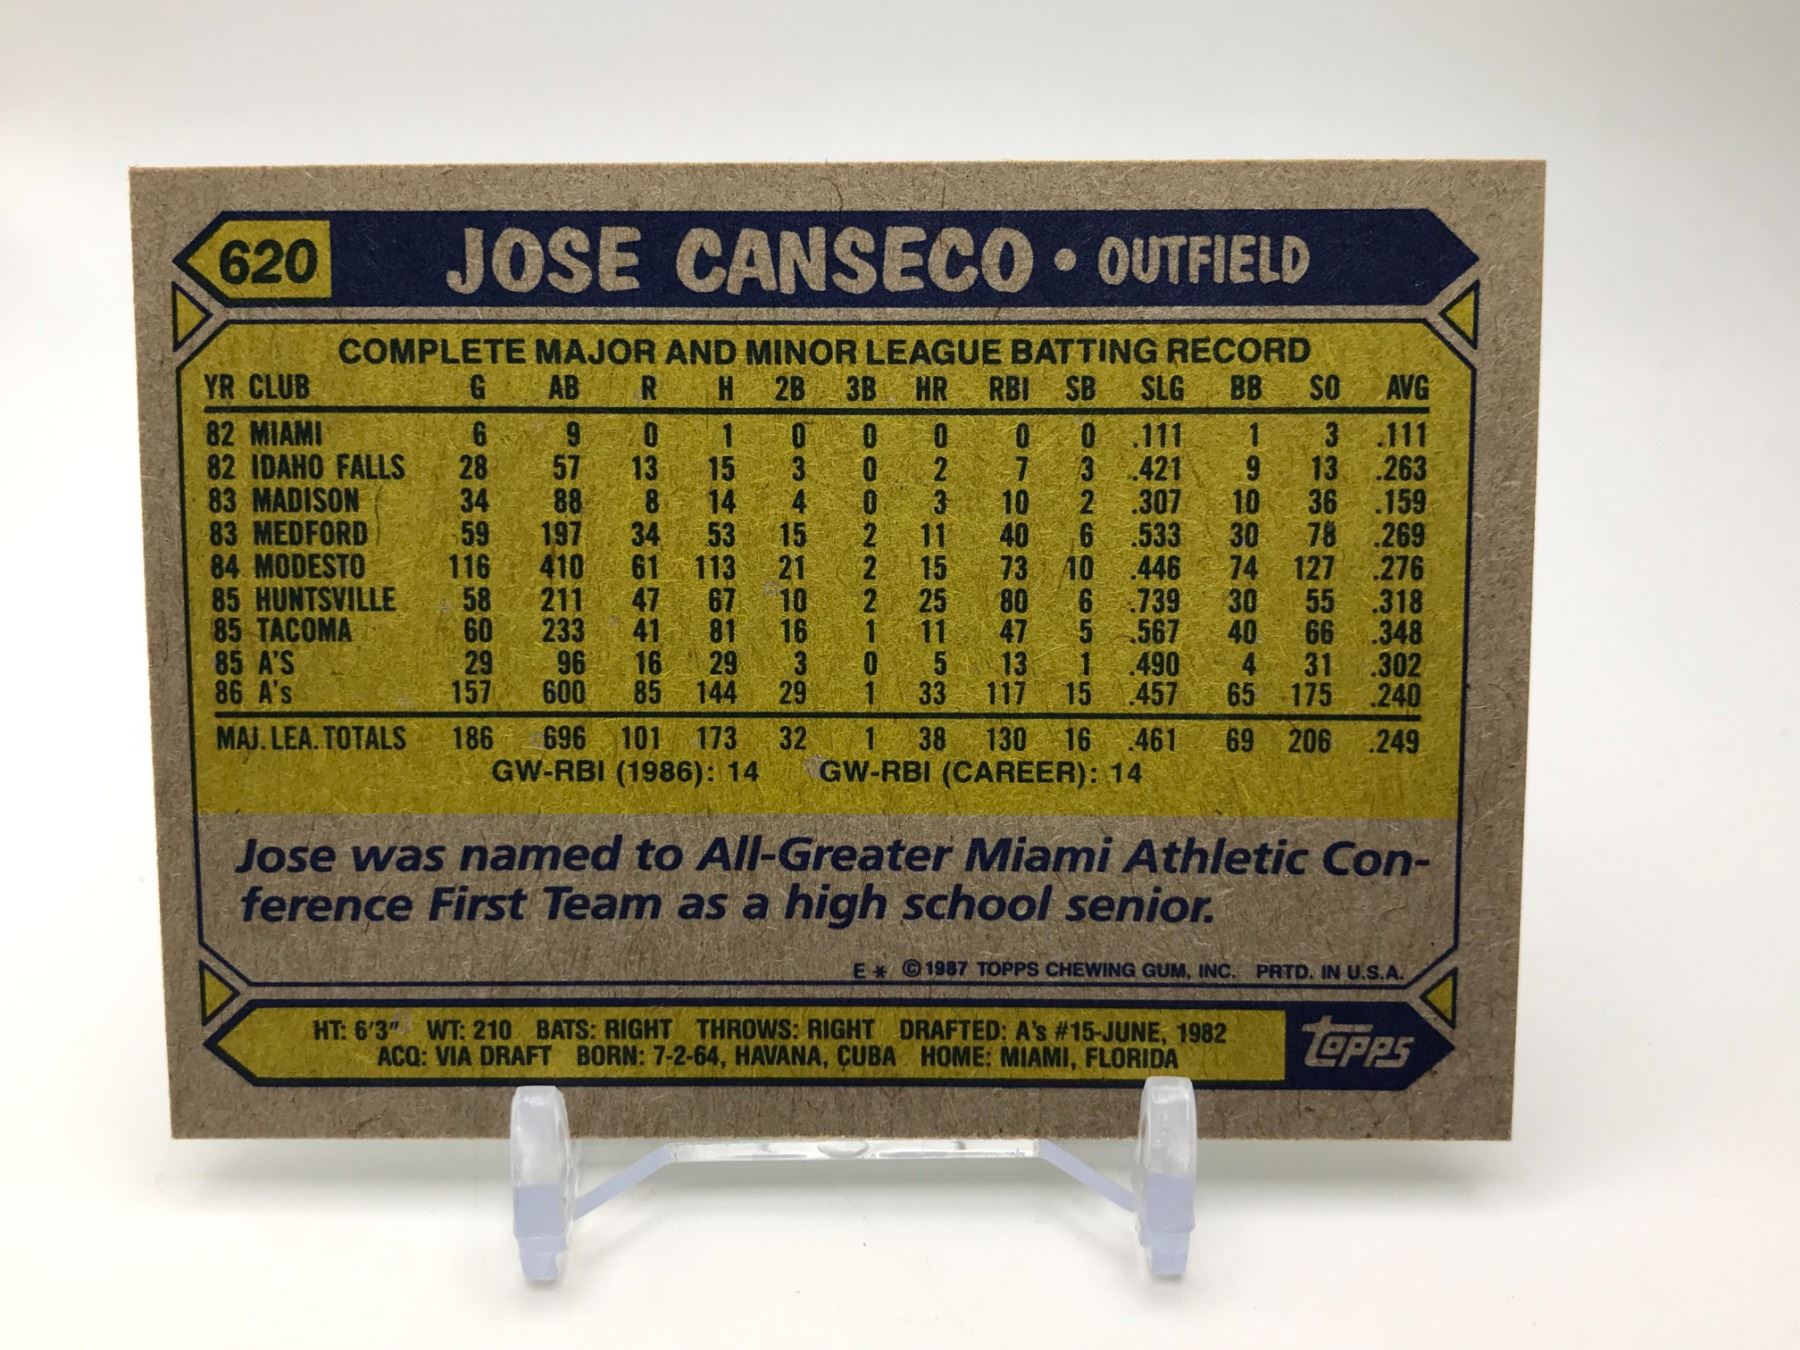 620 JOSE CANSECO • OUTFIELD
COMPLETE MAJOR AND MINOR LEAGUE BATTING RECORD
YR CLUB G AB R H 2B 3B HR RBI SB SLG BB SO AVG
82 MIAMI 6 9 0 1 0 0 0 0 0 .111 1 3 .111
82 IDAHO FALLS 28 57 13 15 3 0 2 7 3 .421 9 13 .263
83 MADISON 34 88 8 14 4 0 3 10 2 .307 10 36 .159
83 MEDFORD 59 197 34 53 15 2 11 40 6 .533 30 78 .269
84 MODESTO 116 410 61 113 21 2 15 73 10 .446 74 127 .276
85 HUNTSVILLE 58 211 47 67 10 2 25 80 6 .739 30 55 .318
85 TACOMA 60 233 41 81 16 1 11 47 5 .567 40 66 .348
85 A'S 29 96 16 29 3 0 5 13 1 .490 4 31 .302
86 A's 157 600 85 144 29 1 33 117 15 .457 65 175 .240
MAJ. LEA. TOTALS 186 696 101 173 32 1 38 130 16 .461 69 206 .249
GW-RBI (1986): 14 GW-RBI (CAREER): 14
Jose was named to All-Greater Miami Athletic Con-
ference First Team as a high school senior.
E * © 1987 TOPPS CHEWING GUM, INC. PRTD. IN U.S.A.
HT: 6'3" WT: 210 BATS: RIGHT THROWS: RIGHT DRAFTED: A's #15-JUNE, 1982
ACQ: VIA DRAFT BORN: 7-2-64, HAVANA, CUBA HOME: MIAMI, FLORIDA
topps